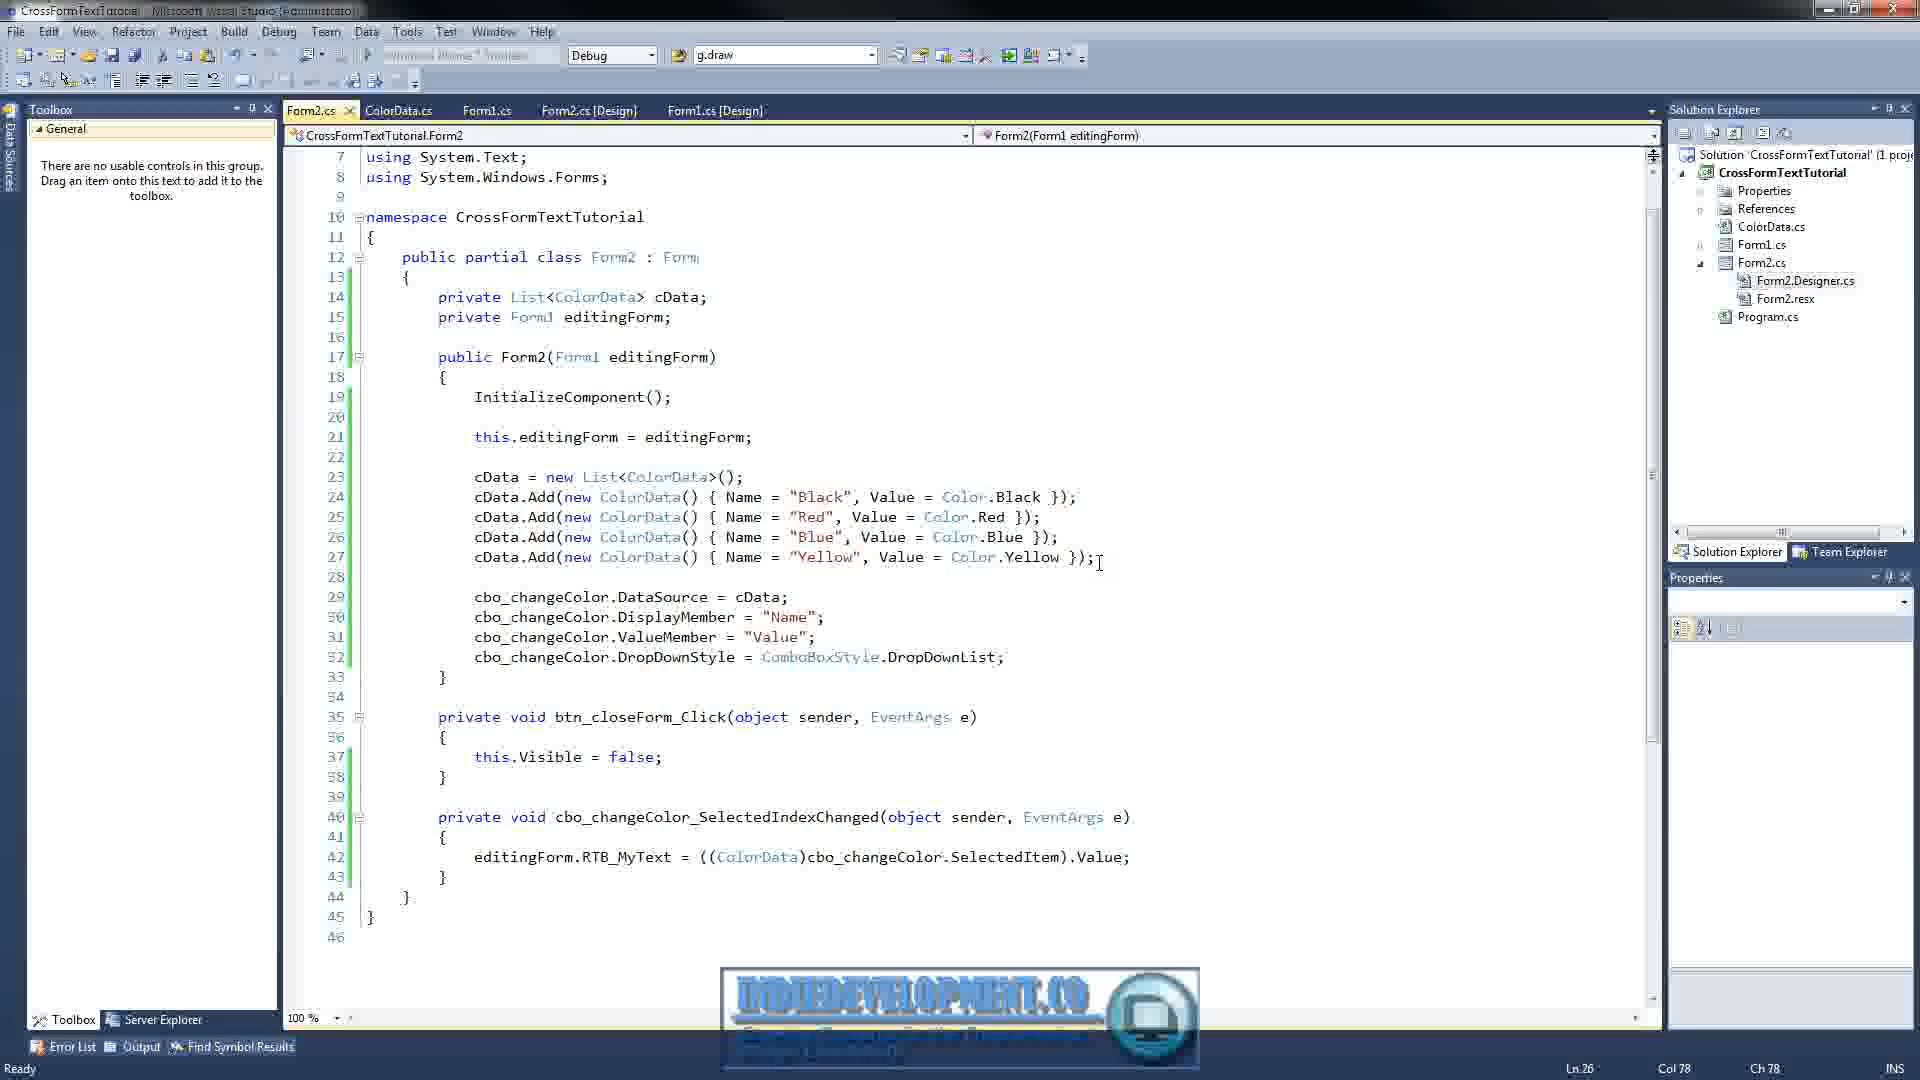 CrossFormTextTutorial - Microsoft Visual Studio (Administrator)
File Edit View Refactor Project Build Debug Team Data Tools Test Window Help
Debug g.draw
Toolbox
General
There are no usable controls in this group.
Drag an item onto this text to add it to the
toolbox.
Data Sources
Form2.cs ColorData.cs Form1.cs Form2.cs [Design] Form1.cs [Design]
CrossFormTextTutorial.Form2 Form2(Form1 editingForm)
7 using System.Text;
8 using System.Windows.Forms;
9
10 namespace CrossFormTextTutorial
11 {
12 public partial class Form2 : Form
13 {
14 private List<ColorData> cData;
15 private Form1 editingForm;
16
17 public Form2(Form1 editingForm)
18 {
19 InitializeComponent();
20
21 this.editingForm = editingForm;
22
23 cData = new List<ColorData>();
24 cData.Add(new ColorData() { Name = "Black", Value = Color.Black });
25 cData.Add(new ColorData() { Name = "Red", Value = Color.Red });
26 cData.Add(new ColorData() { Name = "Blue", Value = Color.Blue });
27 cData.Add(new ColorData() { Name = "Yellow", Value = Color.Yellow });
28
29 cbo_changeColor.DataSource = cData;
30 cbo_changeColor.DisplayMember = "Name";
31 cbo_changeColor.ValueMember = "Value";
32 cbo_changeColor.DropDownStyle = ComboBoxStyle.DropDownList;
33 }
34
35 private void btn_closeForm_Click(object sender, EventArgs e)
36 {
37 this.Visible = false;
38 }
39
40 private void cbo_changeColor_SelectedIndexChanged(object sender, EventArgs e)
41 {
42 editingForm.RTB_MyText = ((ColorData)cbo_changeColor.SelectedItem).Value;
43 }
44 }
45 }
46
100 %
Solution Explorer
Solution 'CrossFormTextTutorial' (1 proje
CrossFormTextTutorial
Properties
References
ColorData.cs
Form1.cs
Form2.cs
Form2.Designer.cs
Form2.resx
Program.cs
Solution Explorer Team Explorer
Properties
Toolbox Server Explorer
Error List Output Find Symbol Results
INDIEDEVELOPMENT.CO
Ready Ln 26 Col 78 Ch 78 INS